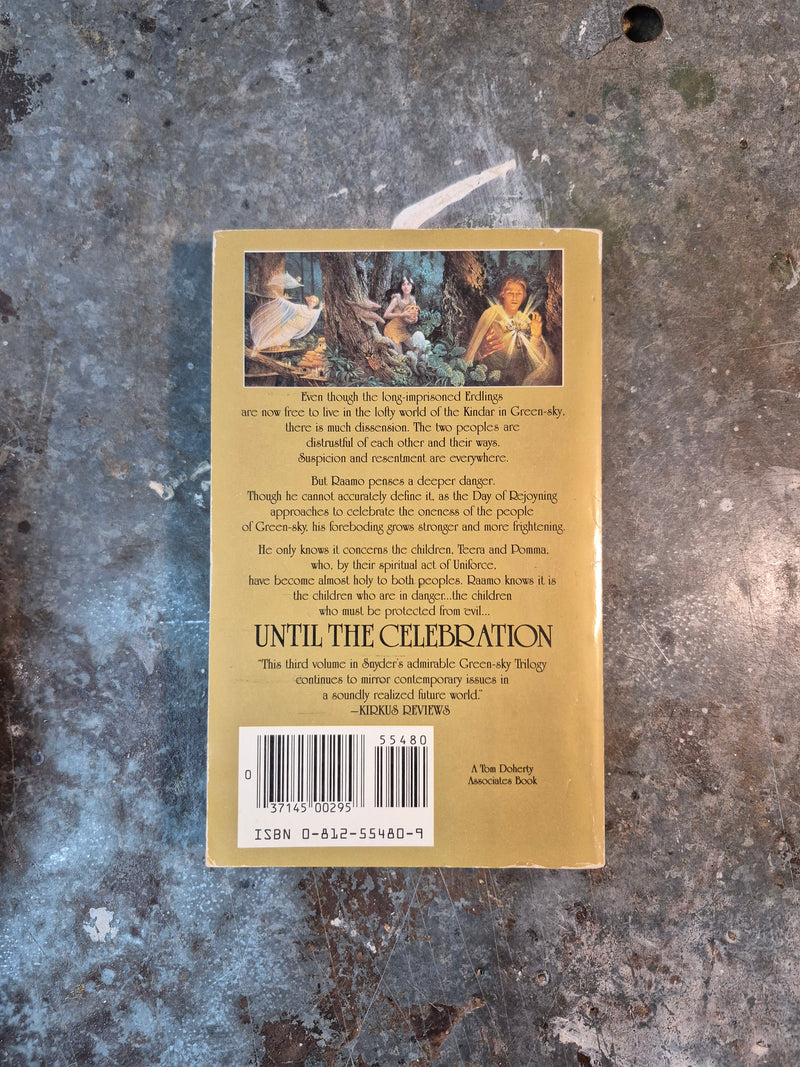 Even though the long-imprisoned Erdlings
are now free to live in the lofty world of the Kindar in Green-sky,
there is much dissension. The two peoples are
distrustful of each other and their ways.
Suspicion and resentment are everywhere.
But Raamo penses a deeper danger.
Though he cannot accurately define it, as the Day of Rejoyning
approaches to celebrate the oneness of the people
of Green-sky, his foreboding grows stronger and more frightening.
He only knows it concerns the children, Teera and Pomma,
who, by their spiritual act of Uniforce,
have become almost holy to both peoples. Raamo knows it is
the children who are in danger...the children
who must be protected from evil...
UNTIL THE CELEBRATION
"This third volume in Snyder's admirable Green-sky Trilogy
continues to mirror contemporary issues in
a soundly realized future world."
—KIRKUS REVIEWS
55480
0
37145 00295
ISBN 0-812-55480-9
A Tom Doherty
Associates Book